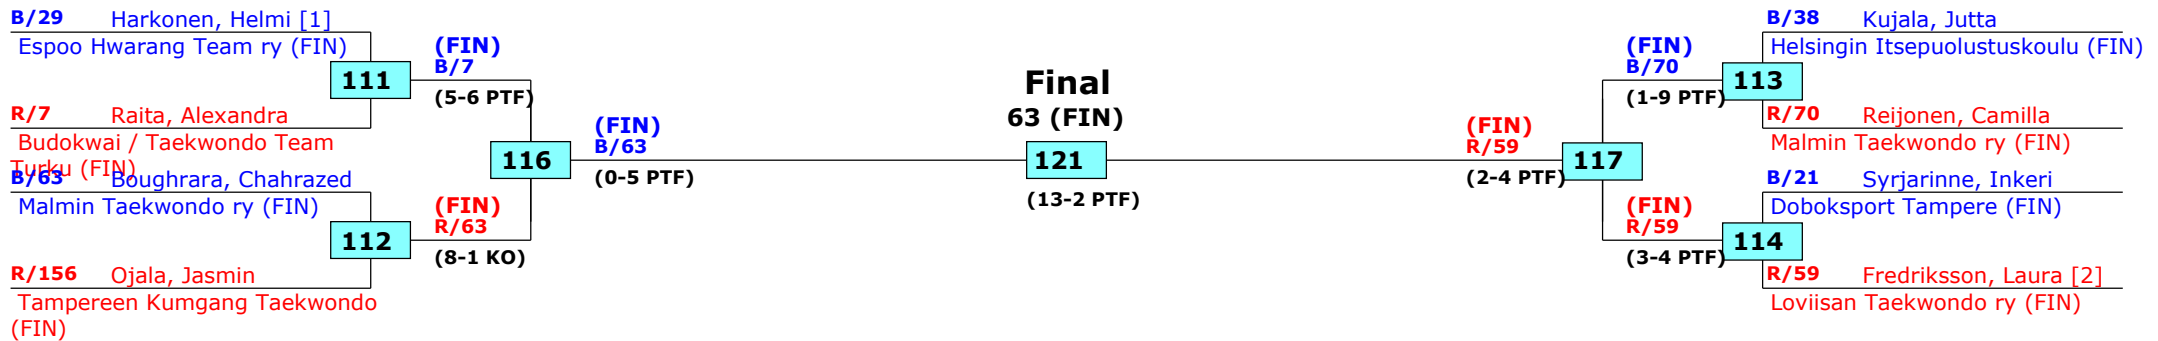 B/29 Harkonen, Helmi [1]
Espoo Hwarang Team ry (FIN)
111
R/7 Raita, Alexandra
Budokwai / Taekwondo Team
Turku (FIN)
B/63 Boughrara, Chahrazed
Malmin Taekwondo ry (FIN)
112
R/156 Ojala, Jasmin
Tampereen Kumgang Taekwondo
(FIN)
(FIN)
B/7
(5-6 PTF)
116
(FIN)
R/63
(8-1 KO)
(FIN)
B/63
(0-5 PTF)
Final
63 (FIN)
121
(13-2 PTF)
(FIN)
R/59
(2-4 PTF)
117
(FIN)
B/70
(1-9 PTF)
(FIN)
R/59
(3-4 PTF)
B/38 Kujala, Jutta
Helsingin Itsepuolustuskoulu (FIN)
113
R/70 Reijonen, Camilla
Malmin Taekwondo ry (FIN)
B/21 Syrjarinne, Inkeri
Doboksport Tampere (FIN)
114
R/59 Fredriksson, Laura [2]
Loviisan Taekwondo ry (FIN)